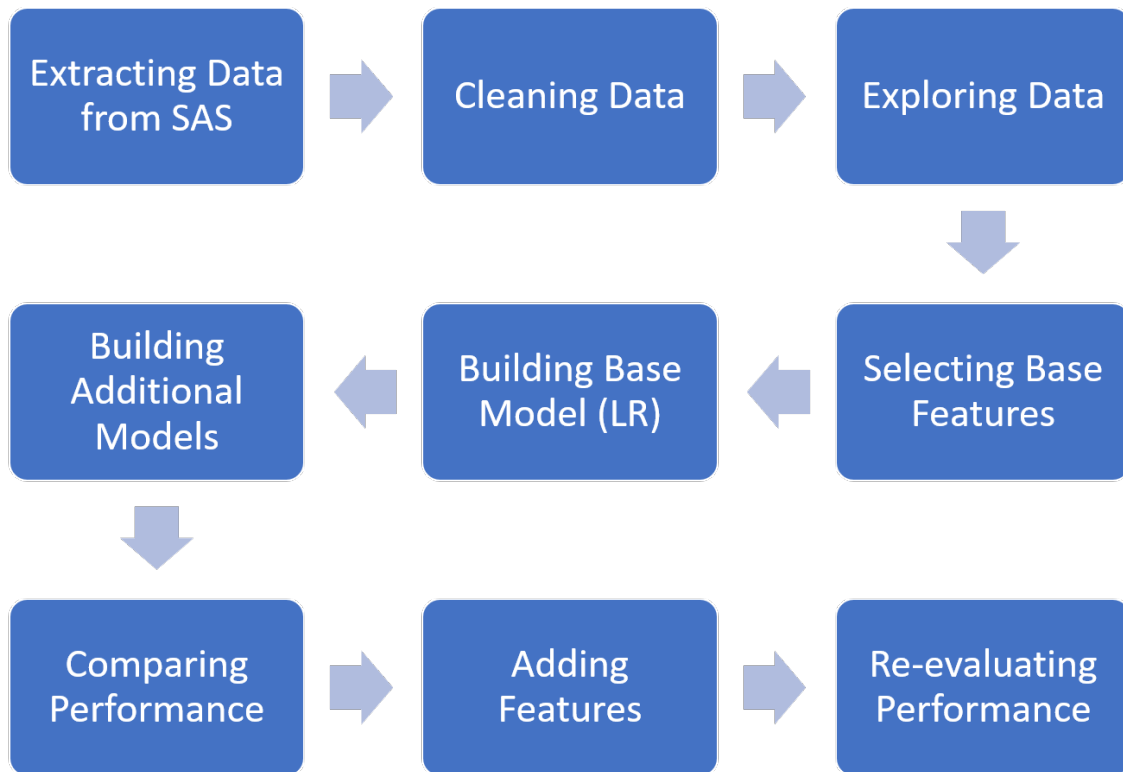 Extracting Data
from SAS
Cleaning Data
Exploring Data
Selecting Base
Features
Building Base
Model (LR)
Building
Additional
Models
Comparing
Performance
Adding
Features
Re-evaluating
Performance